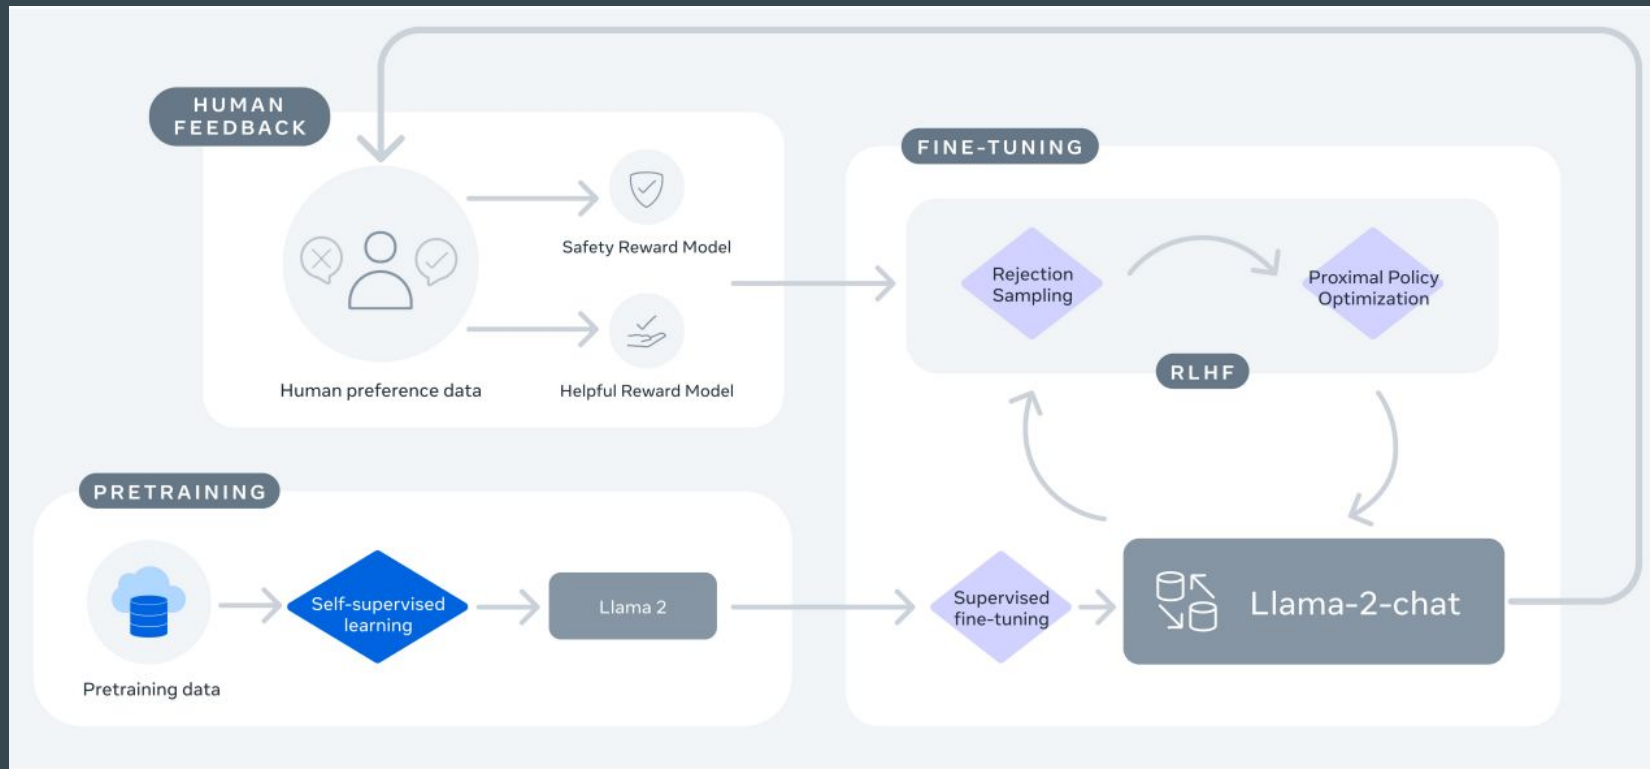 HUMAN
FEEDBACK
Safety Reward Model
Human preference data
Helpful Reward Model
FINE-TUNING
Rejection
Sampling
Proximal Policy
Optimization
RLHF
PRETRAINING
Pretraining data
Self-supervised
learning
Llama 2
Supervised
fine-tuning
Llama-2-chat